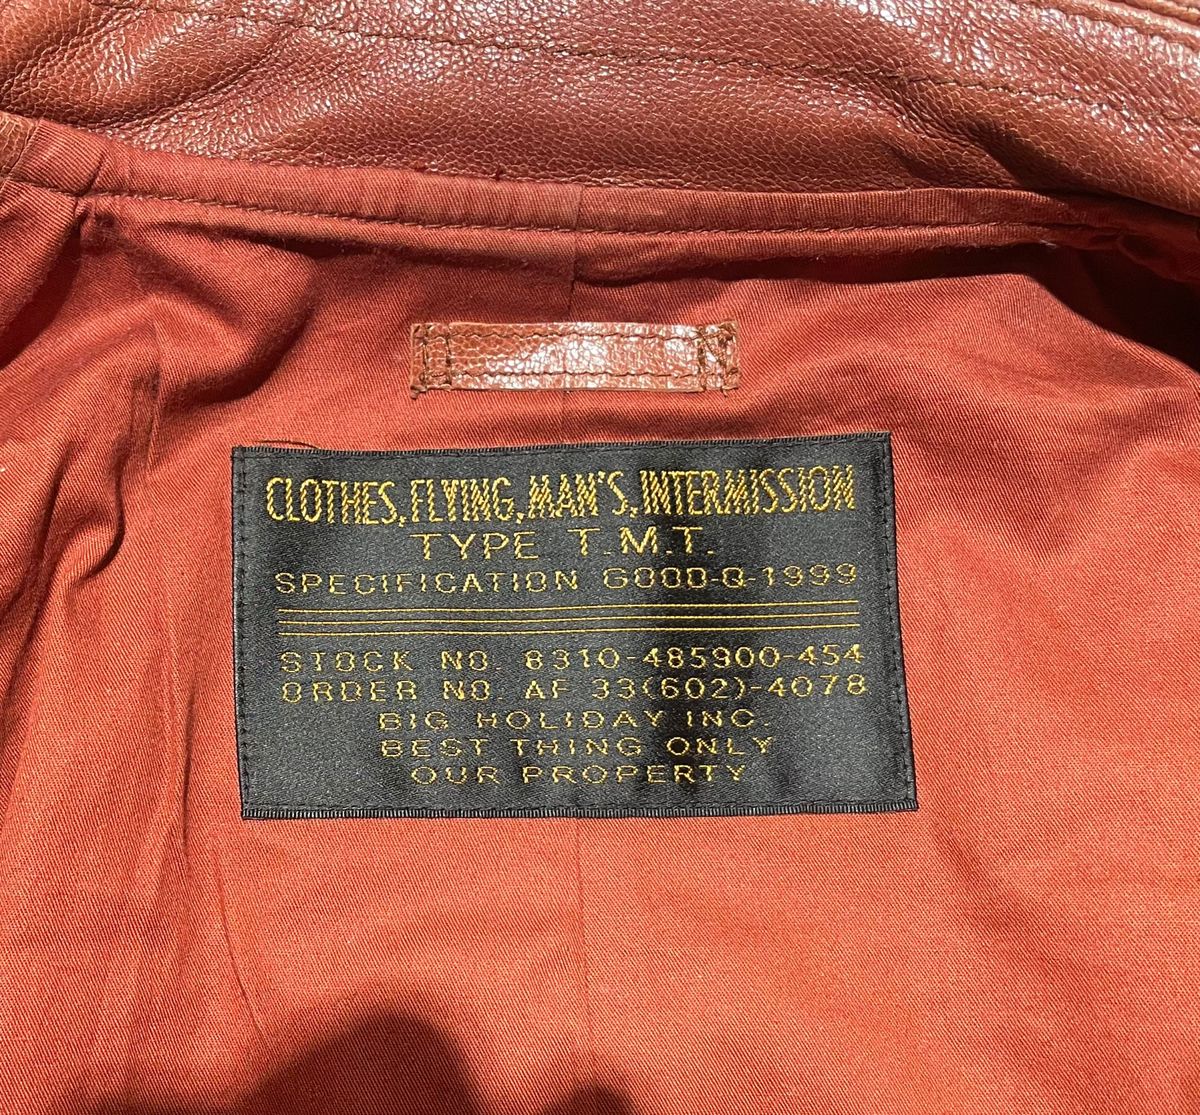 CLOTHES, FLYING, MAN'S, INTERMISSION
TYPE T.M.T.
SPECIFICATION GOOD-Q-1999
STOCK NO. 8310-485900-454
ORDER NO. AF 33(602)-4078
BIG HOLIDAY INC.
BEST THING ONLY
OUR PROPERTY